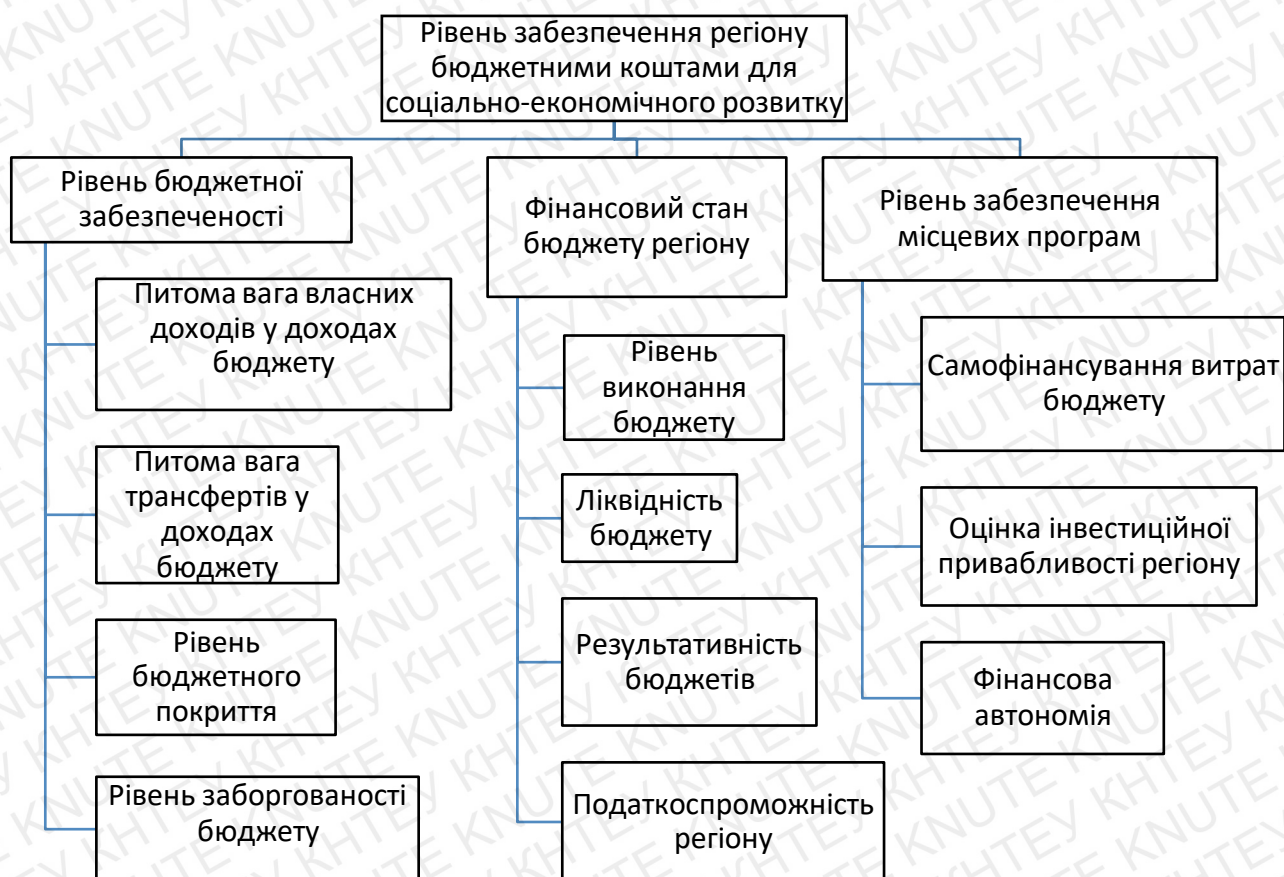 Рівень забезпечення регіону
бюджетними коштами для
соціально-економічного розвитку
Рівень бюджетної
забезпеченості
Питома вага власних
доходів у доходах
бюджету
Питома вага
трансфертів у
доходах
бюджету
Рівень
бюджетного
покриття
Рівень заборгованості
бюджету
Фінансовий стан
бюджету регіону
Рівень
виконання
бюджету
Ліквідність
бюджету
Результативність
бюджетів
Податкоспроможність
регіону
Рівень забезпечення
місцевих програм
Самофінансування витрат
бюджету
Оцінка інвестиційної
привабливості регіону
Фінансова
автономія